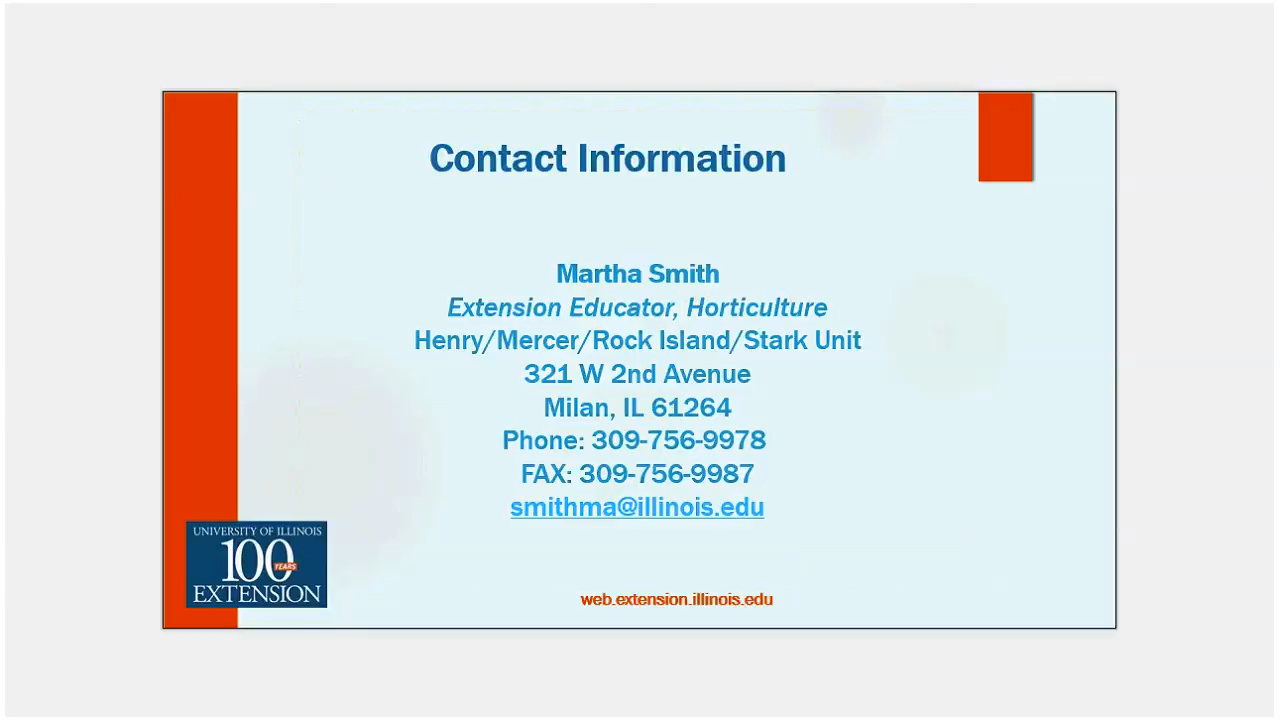 Contact Information
Martha Smith
Extension Educator, Horticulture
Henry/Mercer/Rock Island/Stark Unit
321 W 2nd Avenue
Milan, IL 61264
Phone: 309-756-9978
FAX: 309-756-9987
smithma@illinois.edu
UNIVERSITY OF ILLINOIS
100
YEARS
EXTENSION
web.extension.illinois.edu